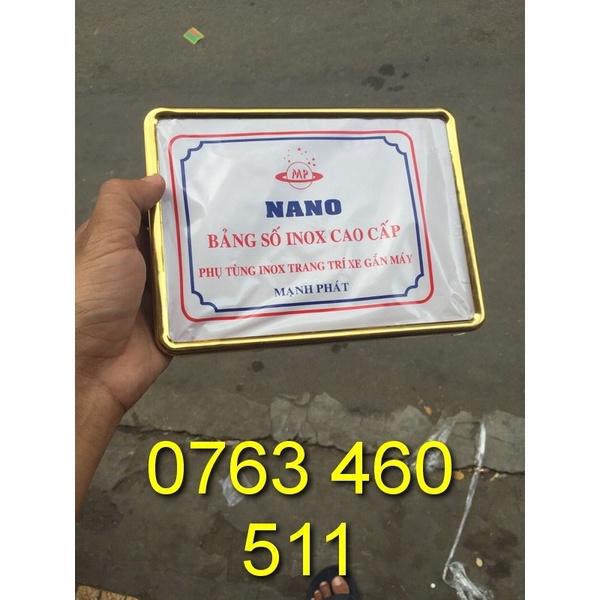 MP
NANO
BẢNG SỐ INOX CAO CẤP
PHỤ TÙNG INOX TRANG TRÍ XE GẮN MÁY
MẠNH PHÁT
0763 460
511